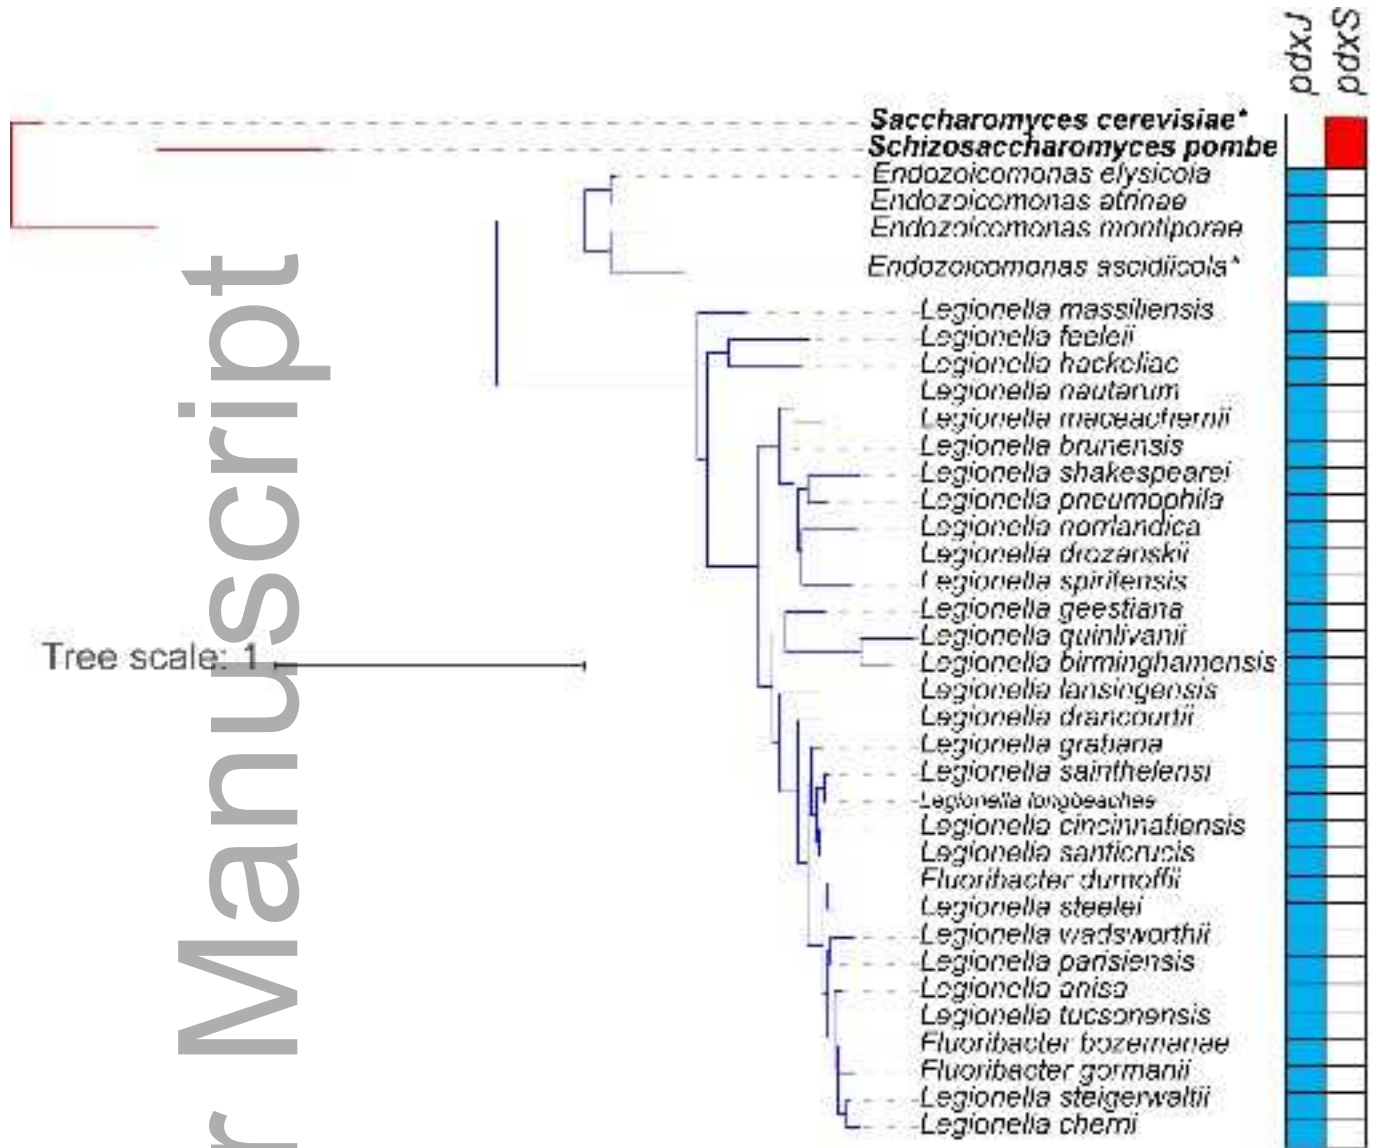 pdxJ
pdxS
Saccharomyces cerevisiae*
Schizosaccharomyces pombe
Endozoicomonas elysicola
Endozoicomonas atrinae
Endozoicomonas montiporae
Endozoicomonas ascidiicola*
Legionella massiliensis
Legionella feeleii
Legionella hackeliae
Legionella nautarum
Legionella maceachernii
Legionella brunensis
Legionella shakespearei
Legionella pneumophila
Legionella norrlandica
Legionella drozanskii
Legionella spiritensis
Legionella geestiana
Legionella quinlivanii
Legionella birminghamensis
Legionella lansingensis
Legionella drancourtii
Legionella gratiana
Legionella sainthelensi
Legionella longbeachae
Legionella cincinnatiensis
Legionella santicrucis
Fluoribacter dumoffii
Legionella steelei
Legionella wadsworthii
Legionella parisiensis
Legionella anisa
Legionella tucsonensis
Fluoribacter bozemanae
Fluoribacter gormanii
Legionella steigerwaltii
Legionella cherrii
Tree scale: 1
r Manuscript